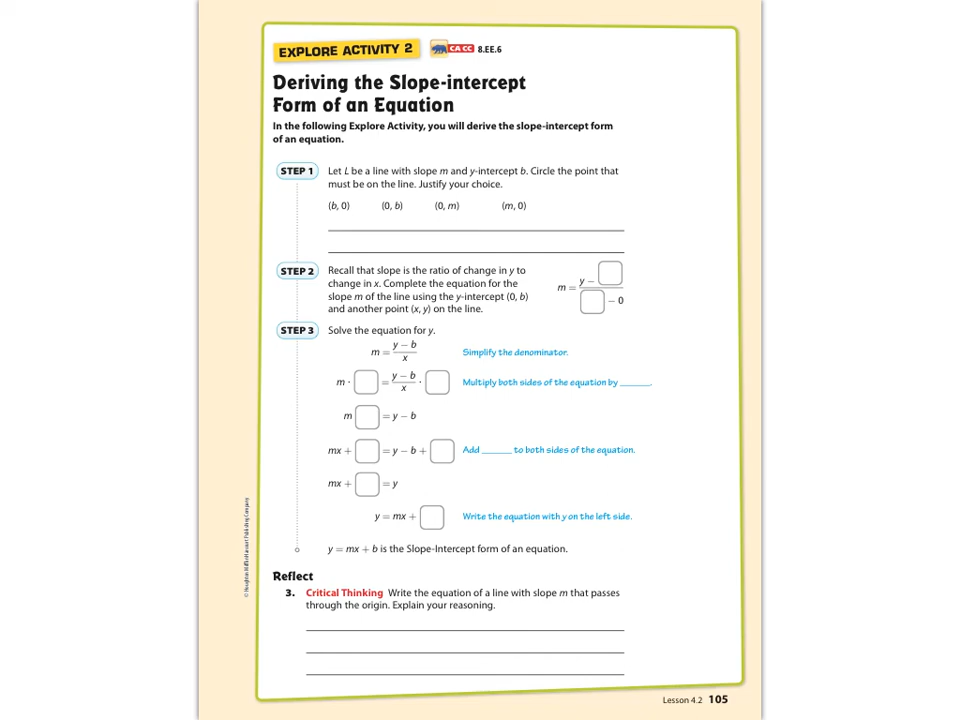 EXPLORE ACTIVITY 2
CA CC 8.EE.6
Deriving the Slope-intercept
Form of an Equation
In the following Explore Activity, you will derive the slope-intercept form
of an equation.
STEP 1
Let L be a line with slope m and y-intercept b. Circle the point that
must be on the line. Justify your choice.
(b, 0) (0, b) (0, m) (m, 0)
STEP 2
Recall that slope is the ratio of change in y to
change in x. Complete the equation for the
slope m of the line using the y-intercept (0, b)
and another point (x, y) on the line.
m = y − □ / □ − 0
STEP 3
Solve the equation for y.
m = y − b / x Simplify the denominator.
m · □ = y − b / x · □ Multiply both sides of the equation by ______.
m □ = y − b
mx + □ = y − b + □ Add ______ to both sides of the equation.
mx + □ = y
y = mx + □ Write the equation with y on the left side.
y = mx + b is the Slope-Intercept form of an equation.
Reflect
3. Critical Thinking Write the equation of a line with slope m that passes
through the origin. Explain your reasoning.
© Houghton Mifflin Harcourt Publishing Company
Lesson 4.2 105